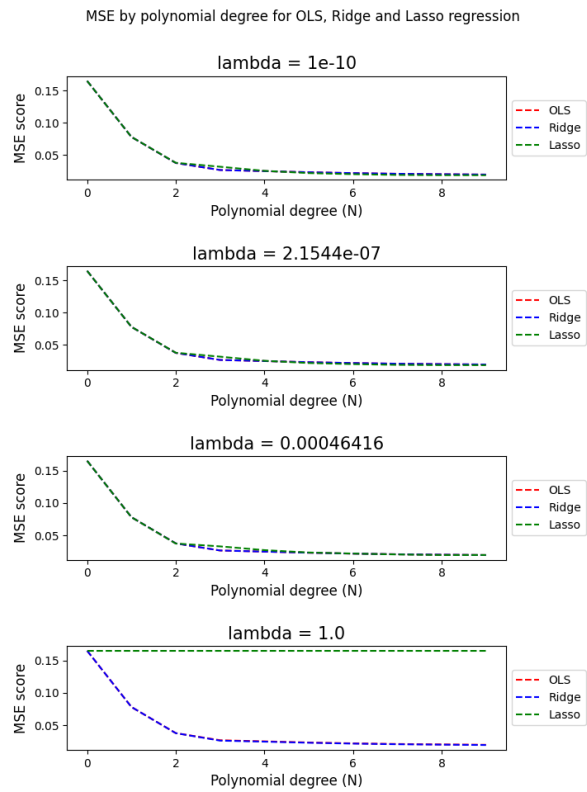 MSE by polynomial degree for OLS, Ridge and Lasso regression
lambda = 1e-10
MSE score
0.15
0.10
0.05
0 2 4 6 8
Polynomial degree (N)
OLS
Ridge
Lasso
lambda = 2.1544e-07
MSE score
0.15
0.10
0.05
0 2 4 6 8
Polynomial degree (N)
OLS
Ridge
Lasso
lambda = 0.00046416
MSE score
0.15
0.10
0.05
0 2 4 6 8
Polynomial degree (N)
OLS
Ridge
Lasso
lambda = 1.0
MSE score
0.15
0.10
0.05
0 2 4 6 8
Polynomial degree (N)
OLS
Ridge
Lasso